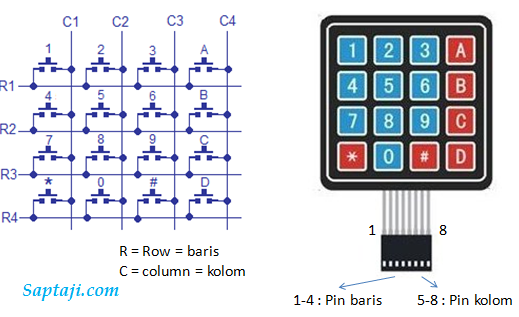 C1 C2 C3 C4
1 2 3 A
R1
4 5 6 B
R2
7 8 9 C
R3
* 0 # D
R4
R = Row = baris
C = column = kolom
Saptaji.com
1 2 3 A
4 5 6 B
7 8 9 C
* 0 # D
1 8
1-4 : Pin baris 5-8 : Pin kolom